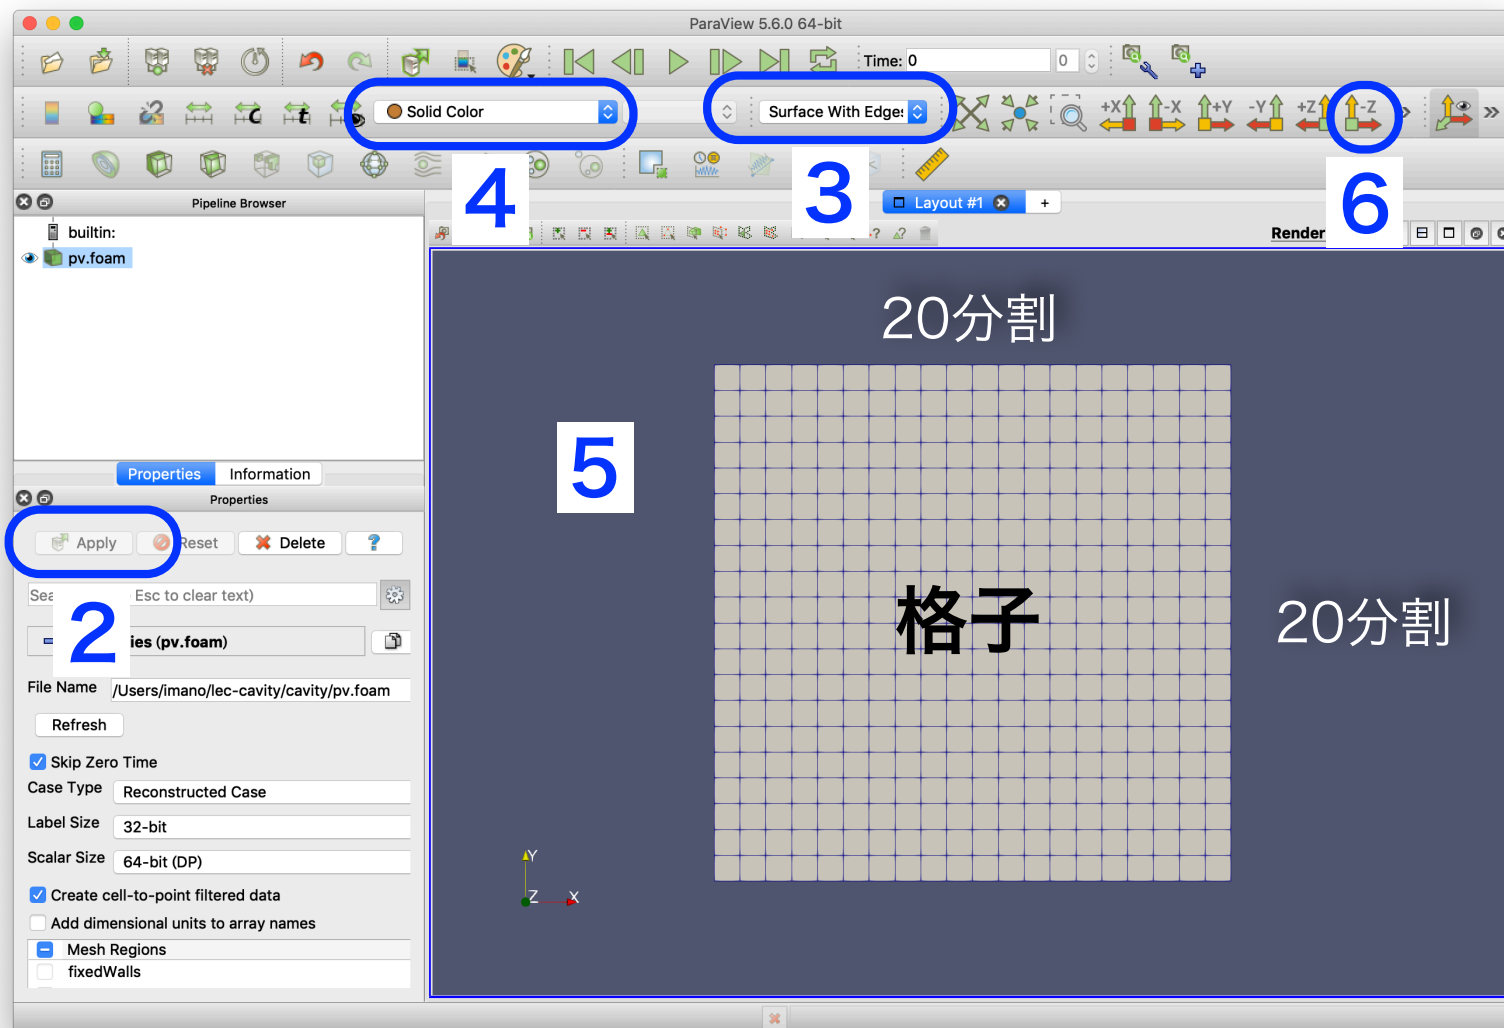 ParaView 5.6.0 64-bit
Time: 0
0
Solid Color
Surface With Edges
+X
-X
+Y
-Y
+Z
-Z
4
3
6
Pipeline Browser
Layout #1
+
builtin:
pv.foam
Render
20分割
5
格子
20分割
Properties
Information
Properties
Apply
Reset
Delete
?
Esc to clear text)
2
ies (pv.foam)
File Name
/Users/imano/lec-cavity/cavity/pv.foam
Refresh
Skip Zero Time
Case Type
Reconstructed Case
Label Size
32-bit
Scalar Size
64-bit (DP)
Create cell-to-point filtered data
Add dimensional units to array names
Mesh Regions
fixedWalls
Y
Z
X